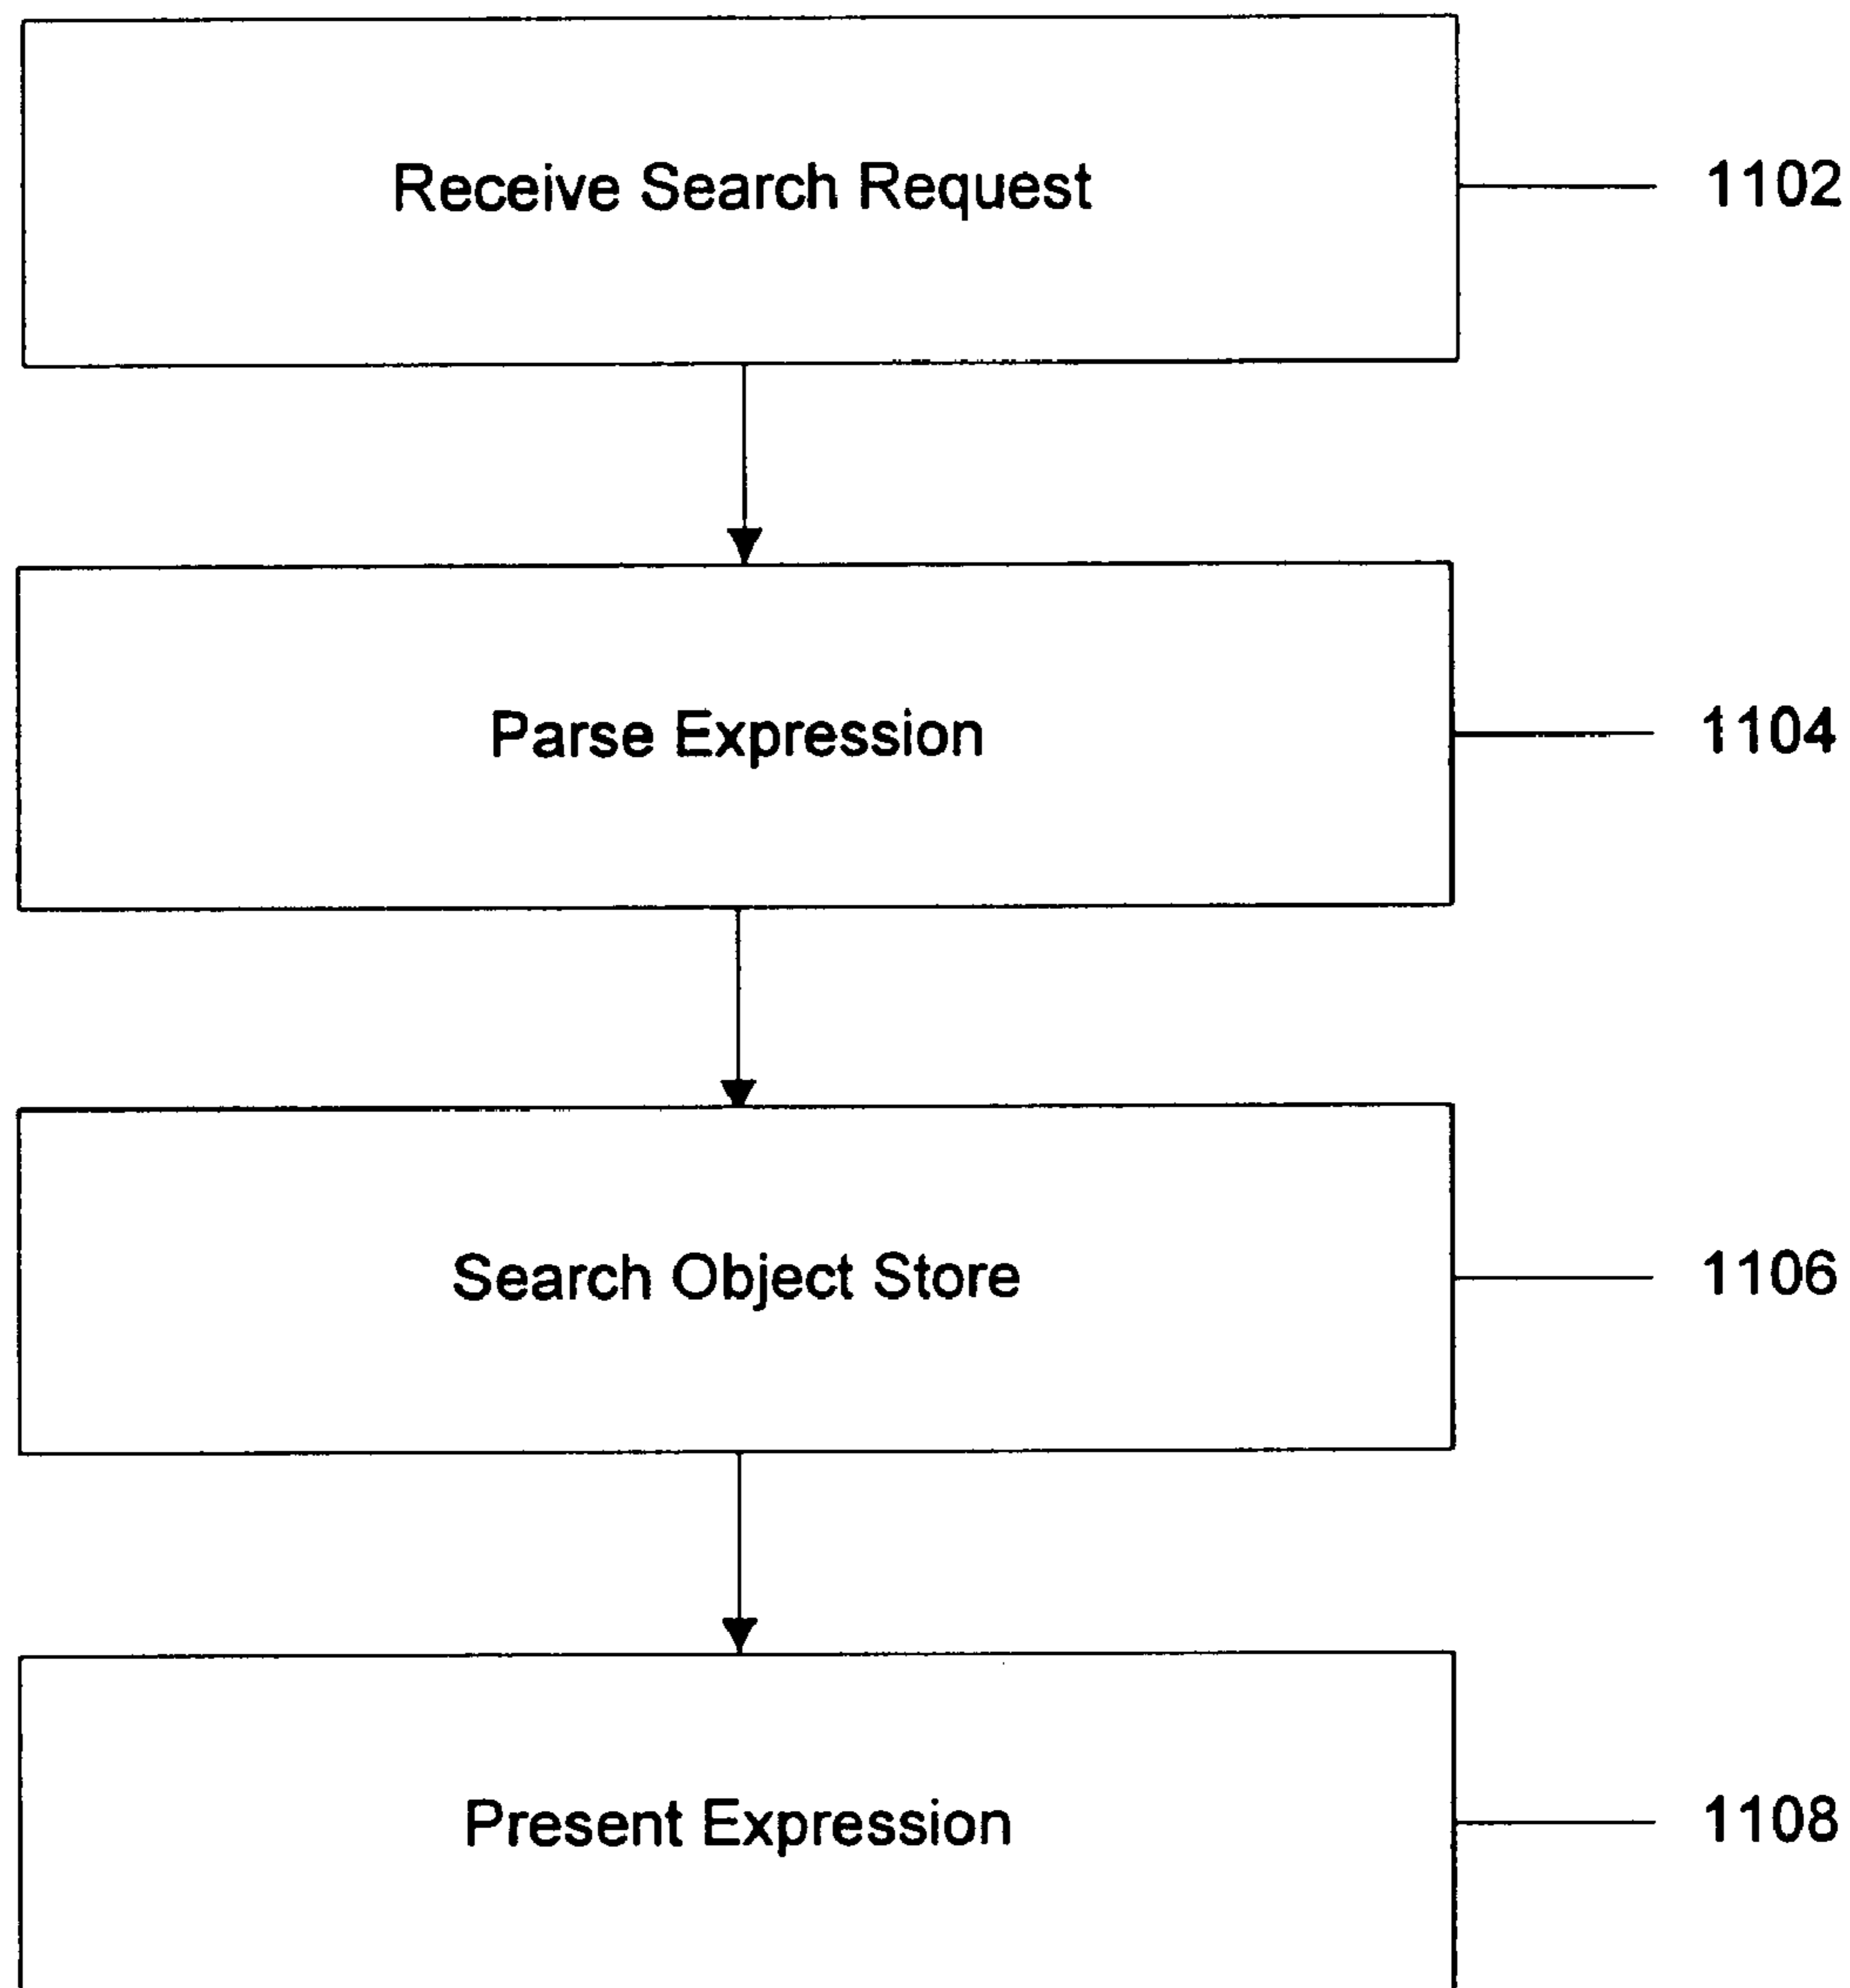 Receive Search Request
1102
Parse Expression
1104
Search Object Store
1106
Present Expression
1108